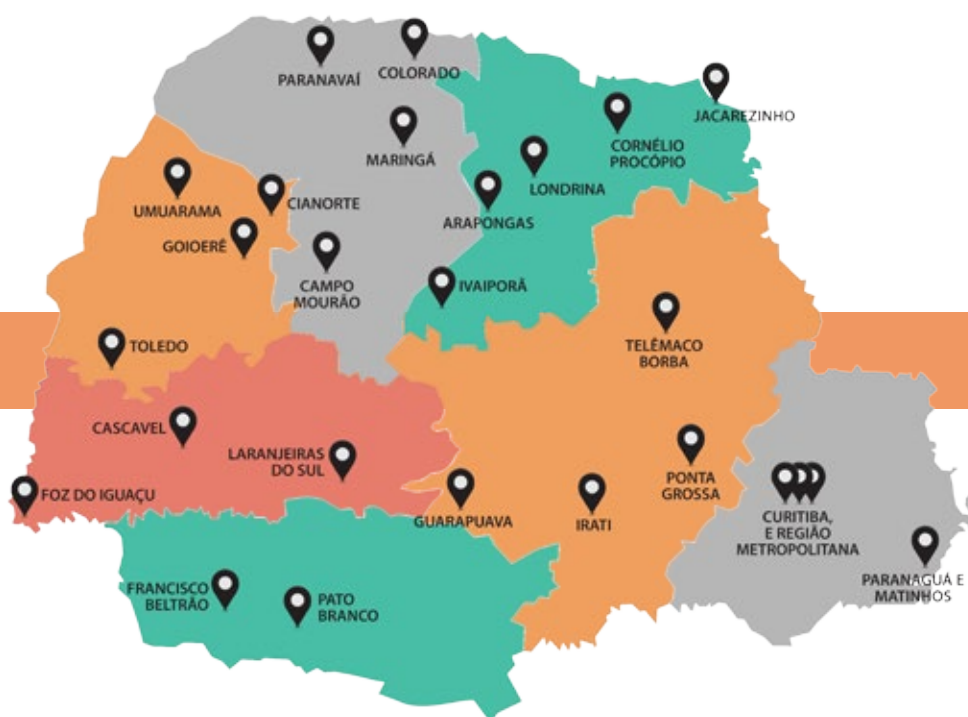 COLORADO
PARANAVAÍ
JACAREZINHO
CORNÉLIO
PROCÓPIO
MARINGÁ
LONDRINA
CIANORTE
UMUARAMA
ARAPONGAS
GOIOERÊ
CAMPO
MOURÃO
IVAIPORÃ
TOLEDO
TELÊMACO
BORBA
CASCAVEL
LARANJEIRAS
DO SUL
PONTA
GROSSA
FOZ DO IGUAÇU
GUARAPUAVA
IRATI
CURITIBA,
E REGIÃO
METROPOLITANA
PARANAGUÁ E
MATINHOS
FRANCISCO
BELTRÃO
PATO
BRANCO